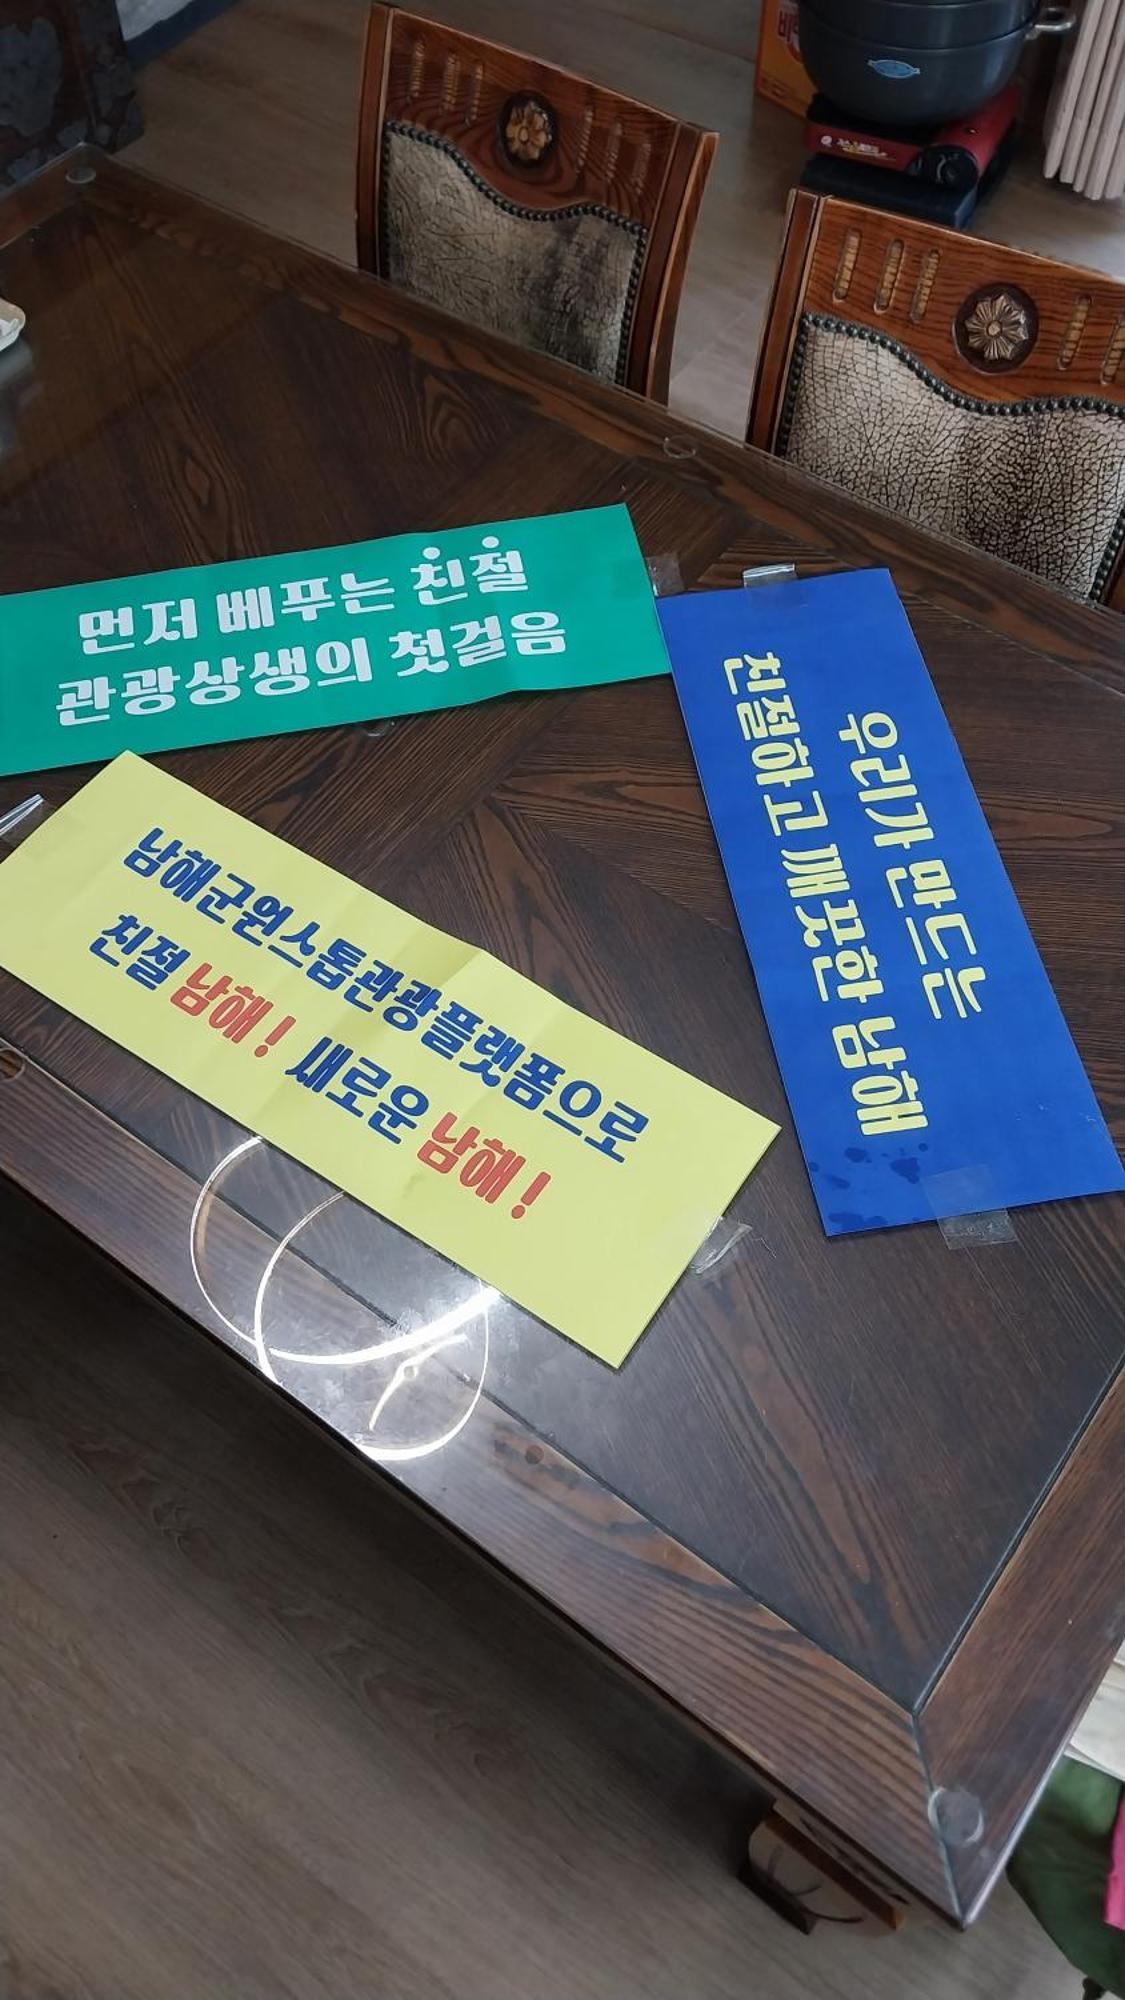 먼저 베푸는 친절
관광상생의 첫걸음
우리가 만드는
친절하고 깨끗한 남해
남해군원스톱관광플랫폼으로
친절 남해! 새로운 남해!